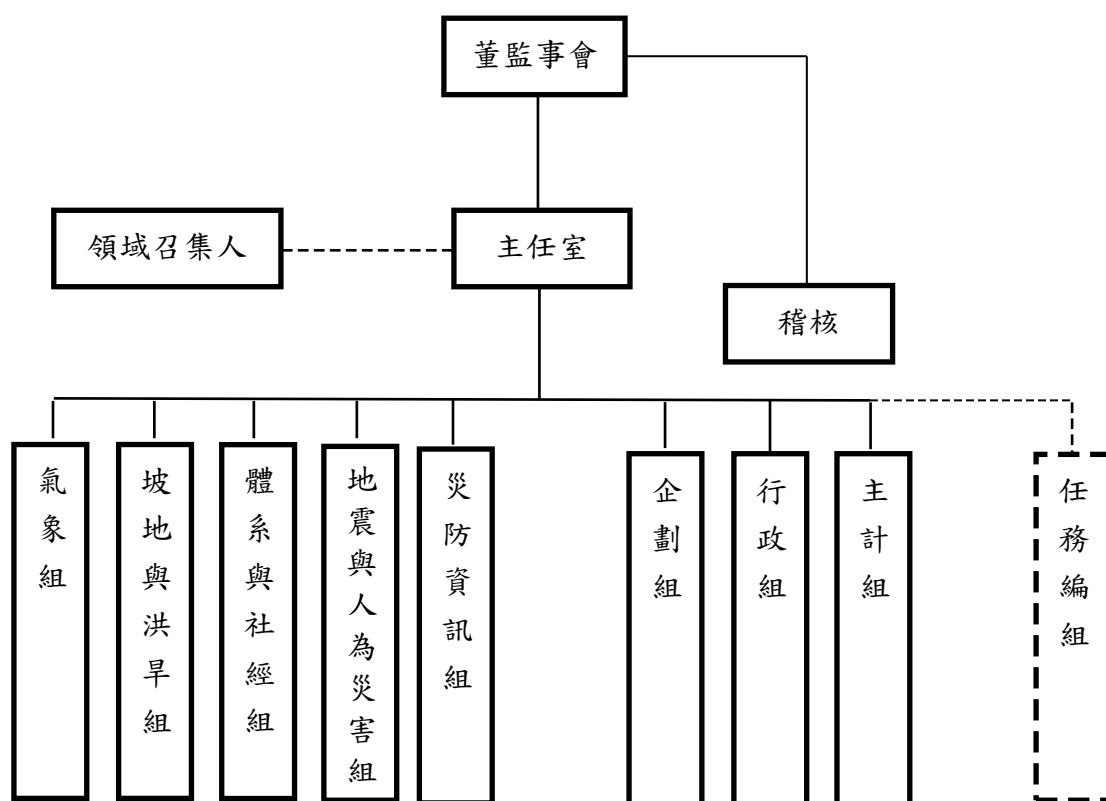 董監事會
領域召集人
主任室
稽核
氣象組
坡地與洪旱組
體系與社經組
地震與人為災害組
災防資訊組
企劃組
行政組
主計組
任務編組